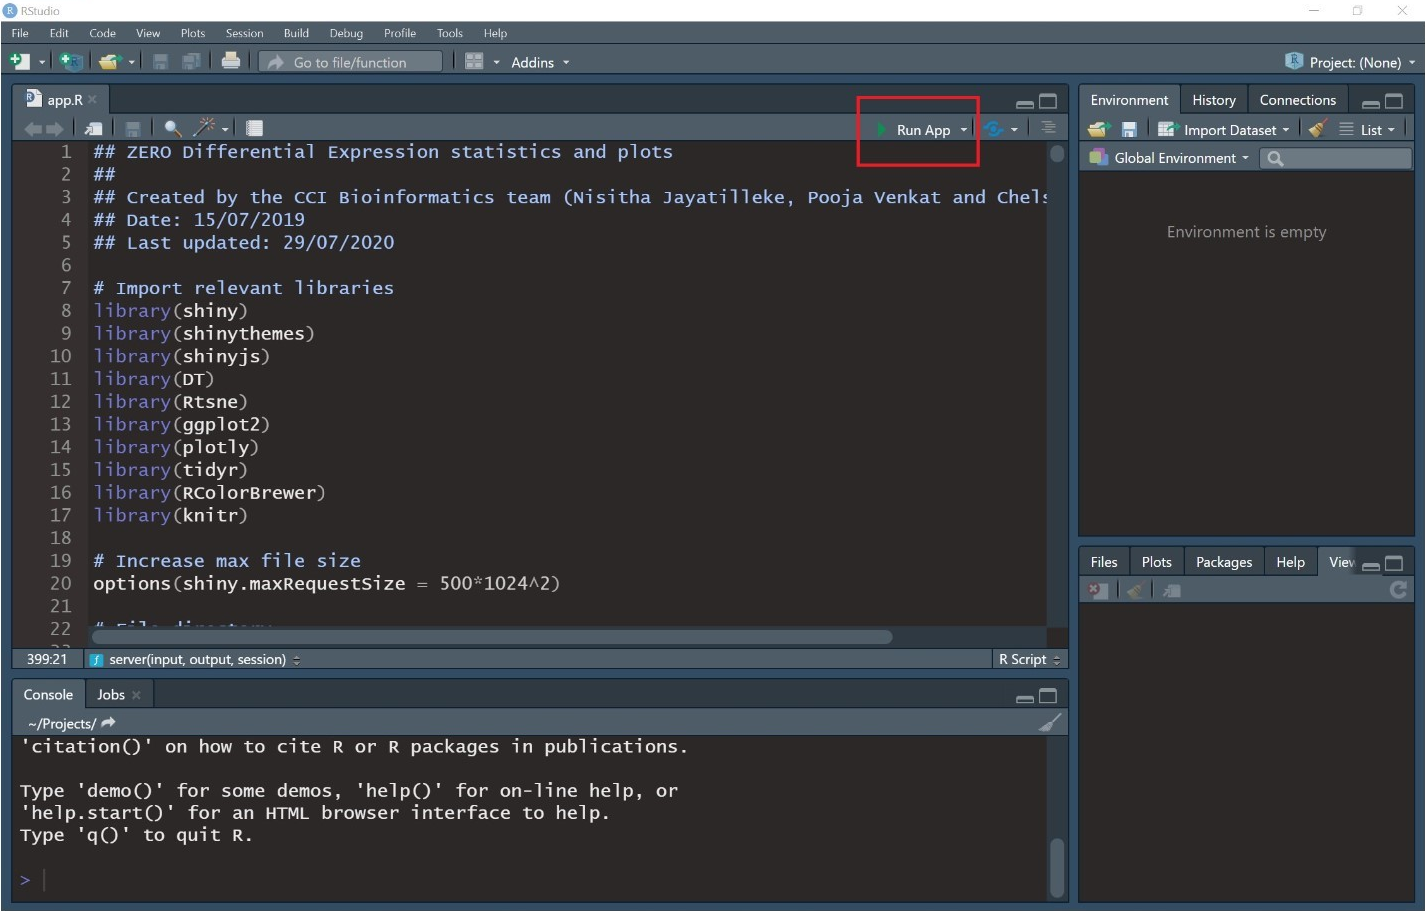 RStudio
File Edit Code View Plots Session Build Debug Profile Tools Help
Go to file/function Addins Project: (None)
app.R
Run App
1 ## ZERO Differential Expression statistics and plots
2 ##
3 ## Created by the CCI Bioinformatics team (Nisitha Jayatilleke, Pooja Venkat and Chels
4 ## Date: 15/07/2019
5 ## Last updated: 29/07/2020
6
7 # Import relevant libraries
8 library(shiny)
9 library(shinythemes)
10 library(shinyjs)
11 library(DT)
12 library(Rtsne)
13 library(ggplot2)
14 library(plotly)
15 library(tidyr)
16 library(RColorBrewer)
17 library(knitr)
18
19 # Increase max file size
20 options(shiny.maxRequestSize = 500*1024^2)
21
22 # File directory
399:21 server(input, output, session) R Script
Console Jobs
~/Projects/
'citation()' on how to cite R or R packages in publications.
Type 'demo()' for some demos, 'help()' for on-line help, or
'help.start()' for an HTML browser interface to help.
Type 'q()' to quit R.
>
Environment History Connections
Import Dataset List
Global Environment
Environment is empty
Files Plots Packages Help View